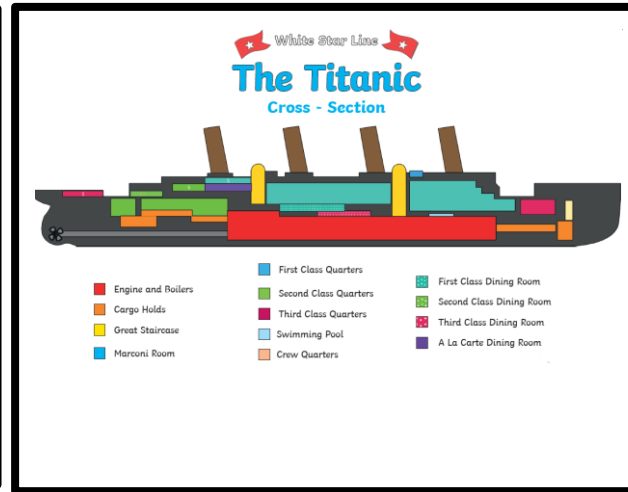 White Star Line
The Titanic
Cross - Section
Engine and Boilers
Cargo Holds
Great Staircase
Marconi Room
First Class Quarters
Second Class Quarters
Third Class Quarters
Swimming Pool
Crew Quarters
First Class Dining Room
Second Class Dining Room
Third Class Dining Room
A La Carte Dining Room